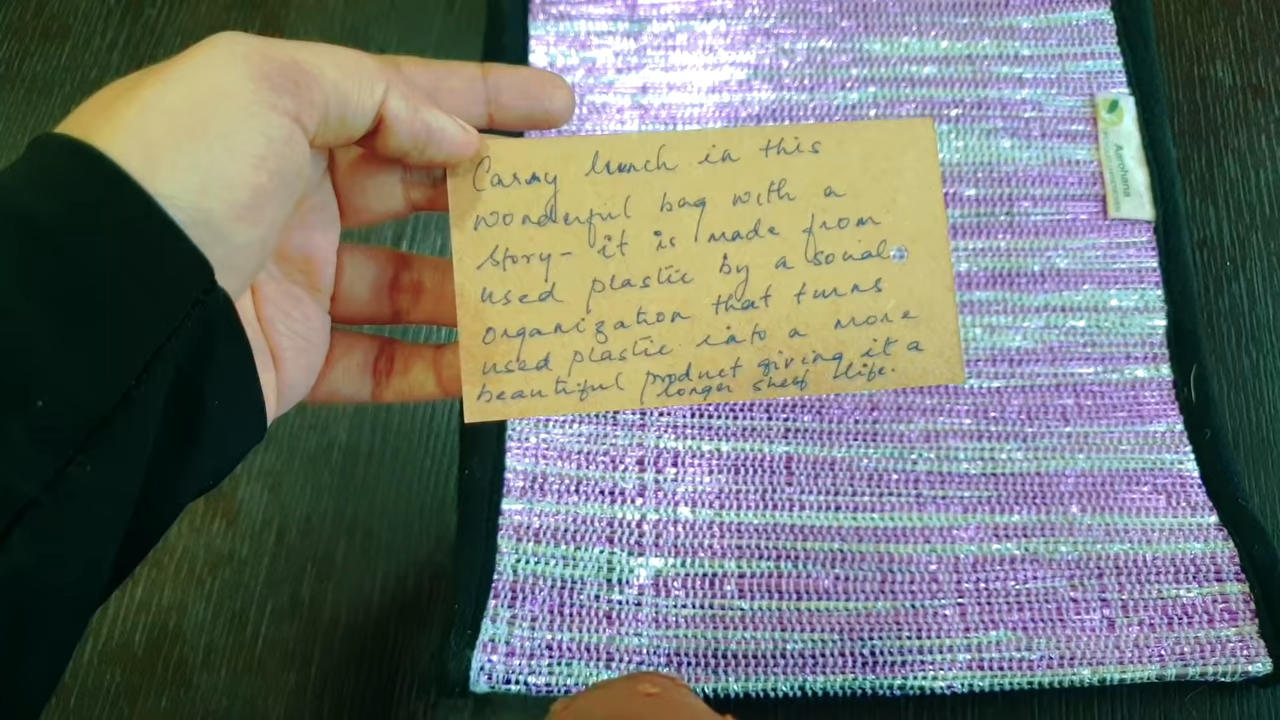 Carry lunch in this
wonderful bag with a
story - it is made from
used plastic by a social
organization that turns
used plastic into a more
beautiful product giving it a
longer shelf life.
Aarohana